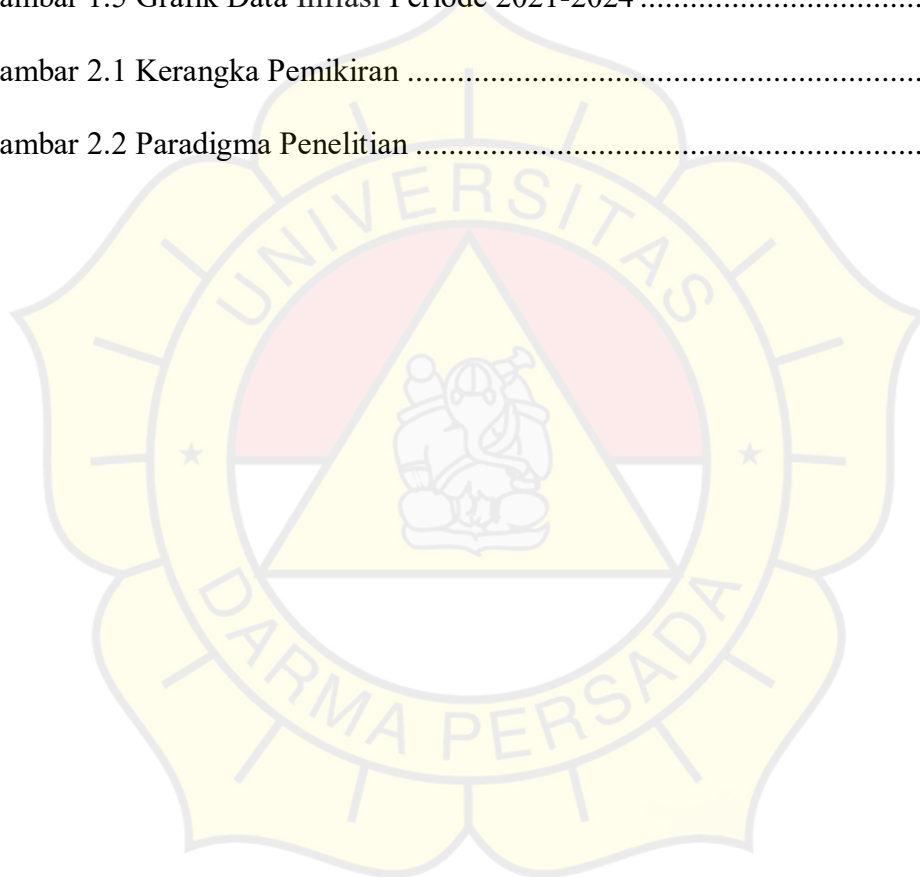 ambar 1.5 Grafik Data Inflasi Periode 2021-2024 ....................................
ambar 2.1 Kerangka Pemikiran ..................................................................
ambar 2.2 Paradigma Penelitian .................................................................
UNIVERSITAS
DARMA PERSADA